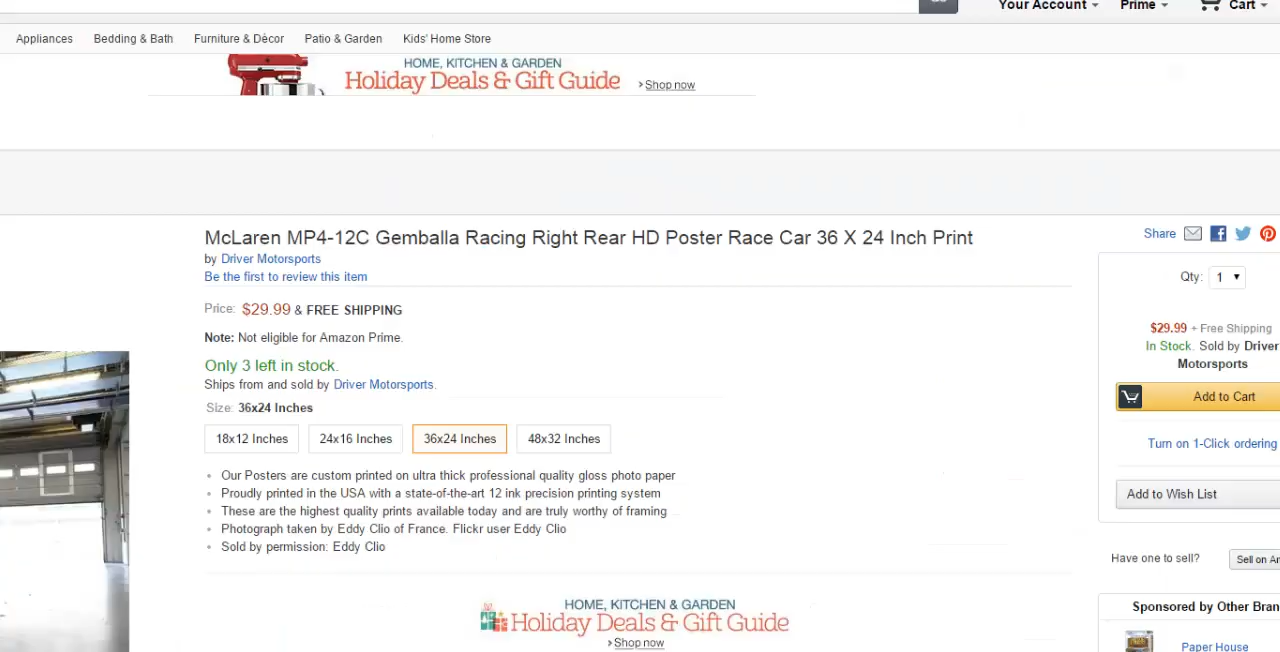 Your Account Prime Cart
Appliances Bedding & Bath Furniture & Décor Patio & Garden Kids' Home Store
HOME, KITCHEN & GARDEN
Holiday Deals & Gift Guide › Shop now
McLaren MP4-12C Gemballa Racing Right Rear HD Poster Race Car 36 X 24 Inch Print
by Driver Motorsports
Be the first to review this item
Price: $29.99 & FREE SHIPPING
Note: Not eligible for Amazon Prime.
Only 3 left in stock.
Ships from and sold by Driver Motorsports.
Size: 36x24 Inches
18x12 Inches 24x16 Inches 36x24 Inches 48x32 Inches
• Our Posters are custom printed on ultra thick professional quality gloss photo paper
• Proudly printed in the USA with a state-of-the-art 12 ink precision printing system
• These are the highest quality prints available today and are truly worthy of framing
• Photograph taken by Eddy Clio of France. Flickr user Eddy Clio
• Sold by permission: Eddy Clio
HOME, KITCHEN & GARDEN
Holiday Deals & Gift Guide
› Shop now
Share
Qty: 1
$29.99 + Free Shipping
In Stock. Sold by Driver
Motorsports
Add to Cart
Turn on 1-Click ordering
Add to Wish List
Have one to sell? Sell on Am
Sponsored by Other Bran
Paper House